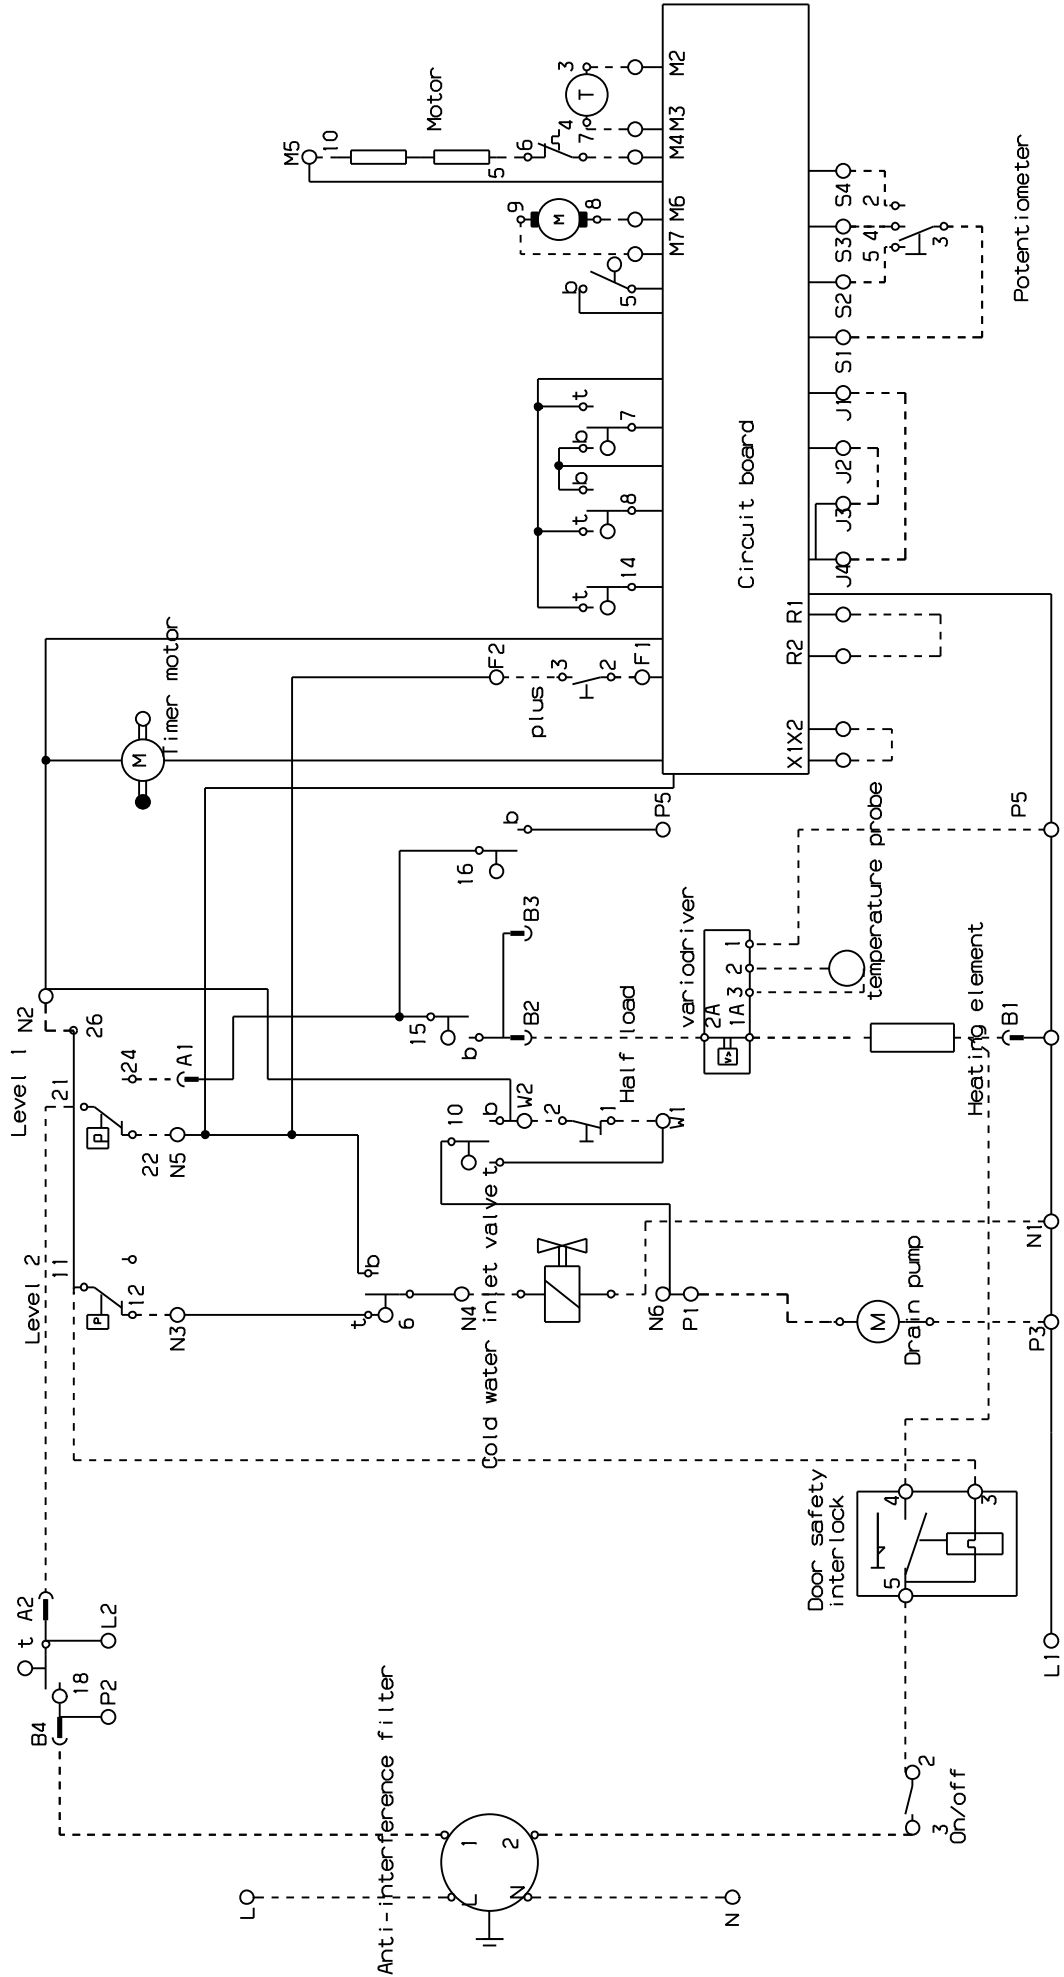 M5
10
Motor
5
6
4
7
3
T
M2
M3
M4
9
M
8
M6
M7
b
5
S4
2
S3
4
5
S2
3
S1
Potentiometer
t
b
7
b
t
8
t
14
Circuit board
J1
J2
J3
J4
R1
R2
X1X2
Timer motor
M
F2
plus
3
2
F1
b
P5
16
B3
B2
15
b
variodriver
1
2
3
2A
1A
V>
temperature probe
P5
Heating element
B1
Level 1
N2
26
21
24
A1
P
22
N5
10
b
W2
2
1
W1
Half load
t
Cold water inlet valve
Level 2
11
12
P
N3
b
t
6
N4
N6
P1
M
Drain pump
N1
P3
Door safety
interlock
4
3
5
L1
t
A2
L2
18
P2
B4
Anti-interference filter
1
2
L
N
L
N
2
3
On/off